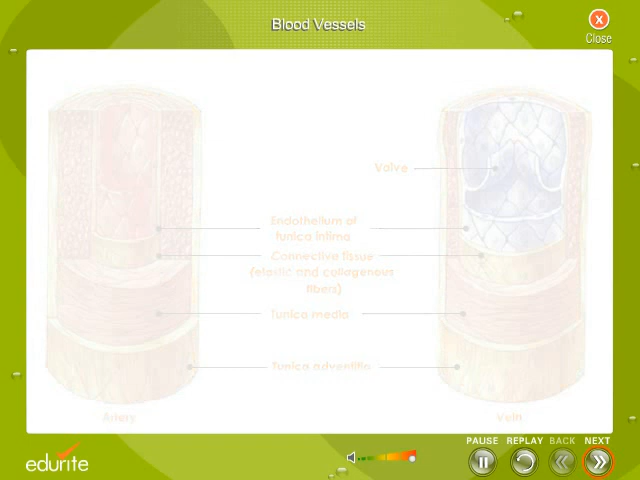 Blood Vessels
Close
Valve
Endothelium of
tunica intima
Connective tissue
(elastic and collagenous
fibers)
Tunica media
Tunica adventitia
Artery
Vein
PAUSE REPLAY BACK NEXT
edurite